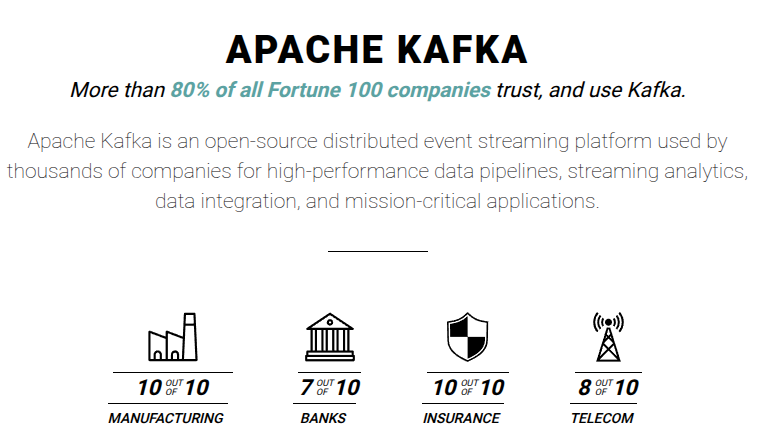 APACHE KAFKA
More than 80% of all Fortune 100 companies trust, and use Kafka.
Apache Kafka is an open-source distributed event streaming platform used by
thousands of companies for high-performance data pipelines, streaming analytics,
data integration, and mission-critical applications.
10 OUT OF 10
MANUFACTURING
7 OUT OF 10
BANKS
10 OUT OF 10
INSURANCE
8 OUT OF 10
TELECOM